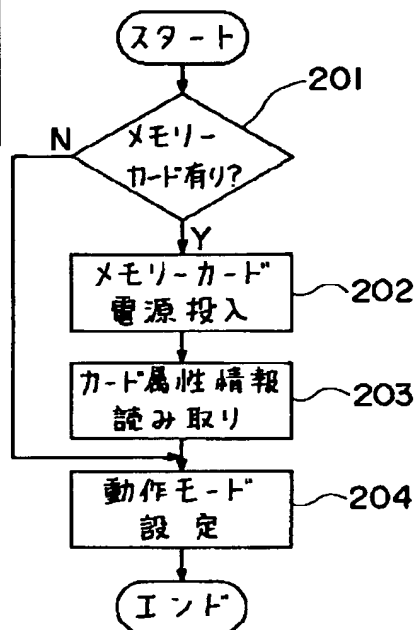 スタート
201
N
メモリー
カード有り?
Y
メモリーカード
電源投入
202
カード属性情報
読み取り
203
動作モード
設定
204
エンド